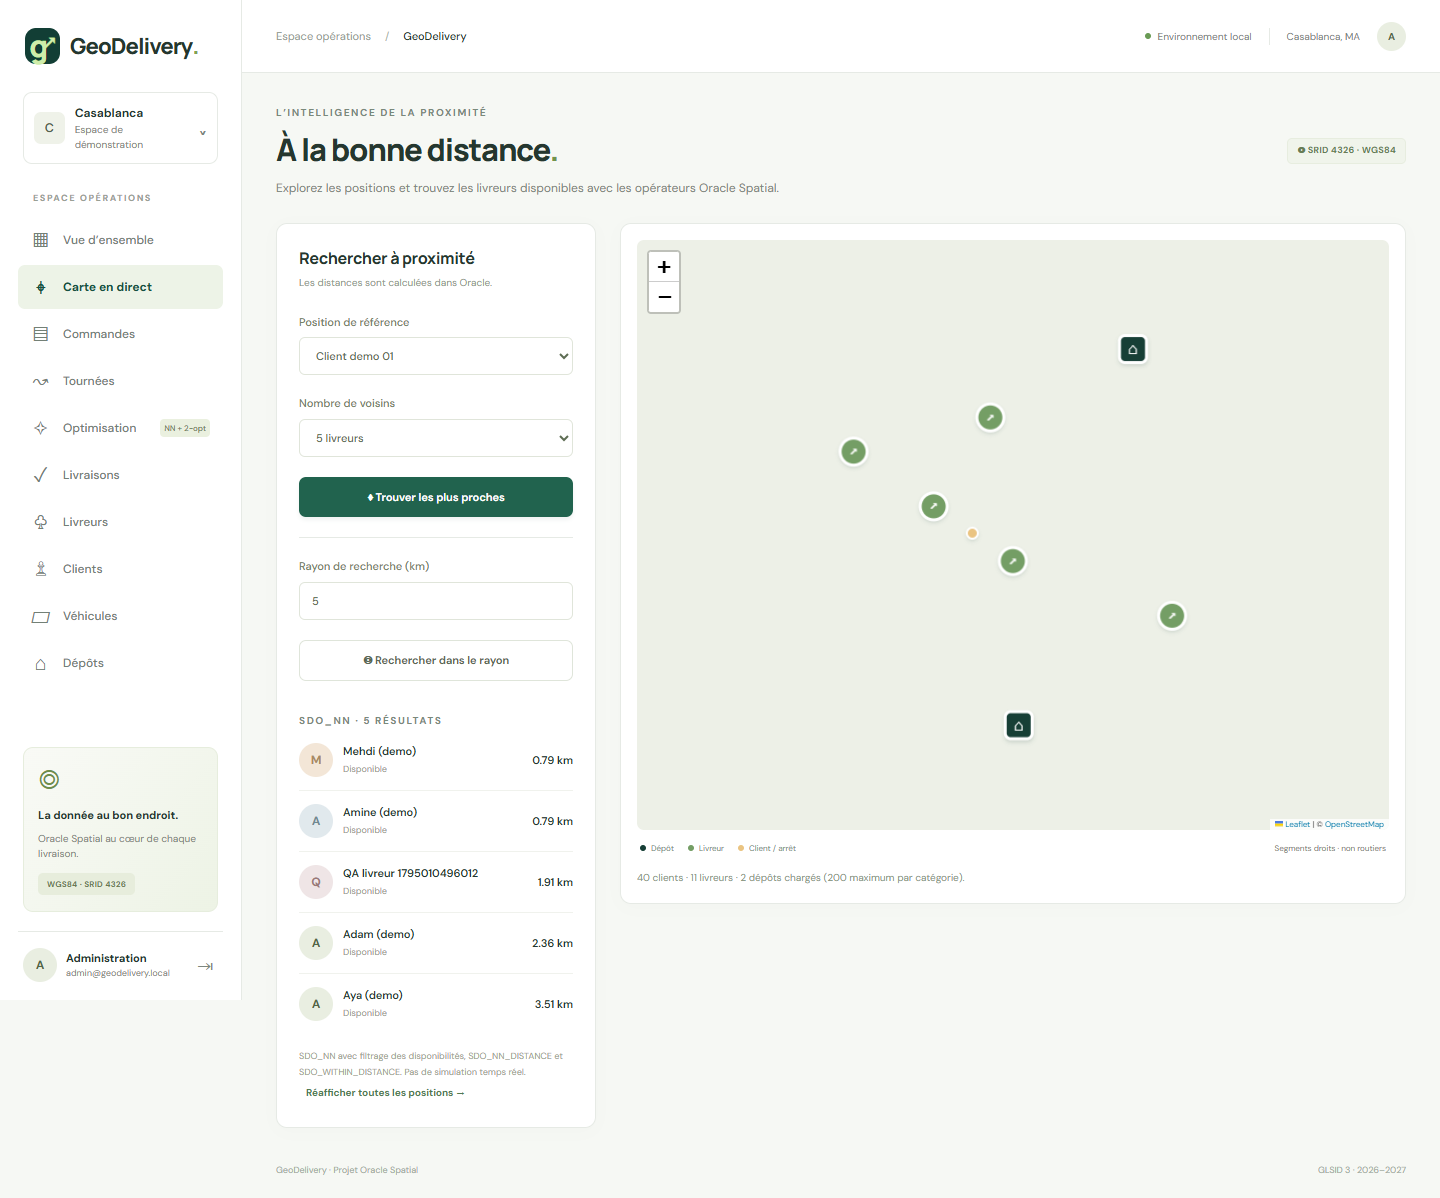 GeoDelivery.
Casablanca
C
Espace de
démonstration
ESPACE OPÉRATIONS
Vue d'ensemble
Carte en direct
Commandes
Tournées
Optimisation
NN + 2-opt
Livraisons
Livreurs
Clients
Véhicules
Dépôts
La donnée au bon endroit.
Oracle Spatial au cœur de chaque
livraison.
WGS84 · SRID 4326
A
Administration
admin@geodelivery.local
Espace opérations / GeoDelivery
Environnement local
Casablanca, MA
A
L'INTELLIGENCE DE LA PROXIMITÉ
À la bonne distance.
Explorez les positions et trouvez les livreurs disponibles avec les opérateurs Oracle Spatial.
SRID 4326 · WGS84
Rechercher à proximité
Les distances sont calculées dans Oracle.
Position de référence
Client demo 01
Nombre de voisins
5 livreurs
Trouver les plus proches
Rayon de recherche (km)
5
Rechercher dans le rayon
SDO_NN · 5 RÉSULTATS
M
Mehdi (demo)
Disponible
0.79 km
A
Amine (demo)
Disponible
0.79 km
Q
QA livreur 1795010496012
Disponible
1.91 km
A
Adam (demo)
Disponible
2.36 km
A
Aya (demo)
Disponible
3.51 km
SDO_NN avec filtrage des disponibilités, SDO_NN_DISTANCE et
SDO_WITHIN_DISTANCE. Pas de simulation temps réel.
Réafficher toutes les positions →
+
−
Leaflet | © OpenStreetMap
Dépôt
Livreur
Client / arrêt
Segments droits · non routiers
40 clients · 11 livreurs · 2 dépôts chargés (200 maximum par catégorie).
GeoDelivery · Projet Oracle Spatial
GLSID 3 · 2026–2027